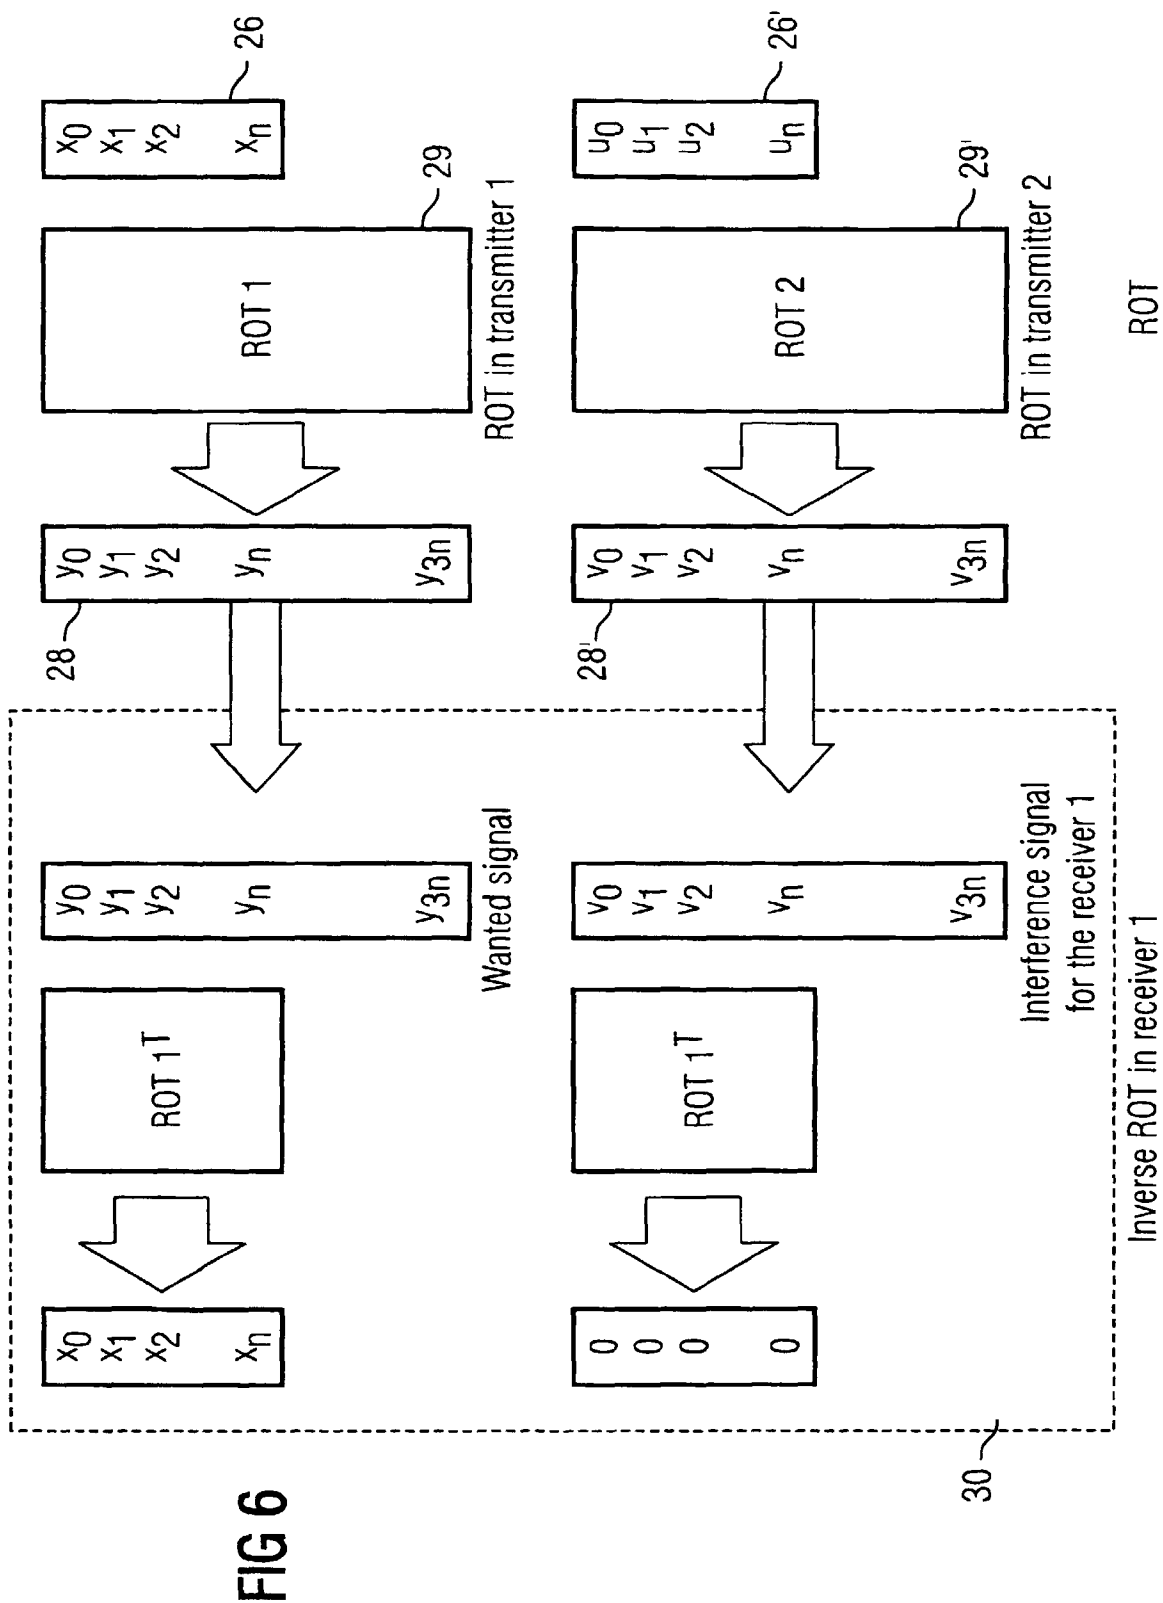 FIG 6
x0
x1
x2
xn
ROT 1T
y0
y1
y2
yn
y3n
Wanted signal
28
y0
y1
y2
yn
y3n
ROT 1
29
ROT in transmitter 1
x0
x1
x2
xn
26
0
0
0
0
ROT 1T
v0
v1
v2
vn
v3n
Interference signal
for the receiver 1
28'
v0
v1
v2
vn
v3n
ROT 2
29'
ROT in transmitter 2
u0
u1
u2
un
26'
30
Inverse ROT in receiver 1
ROT